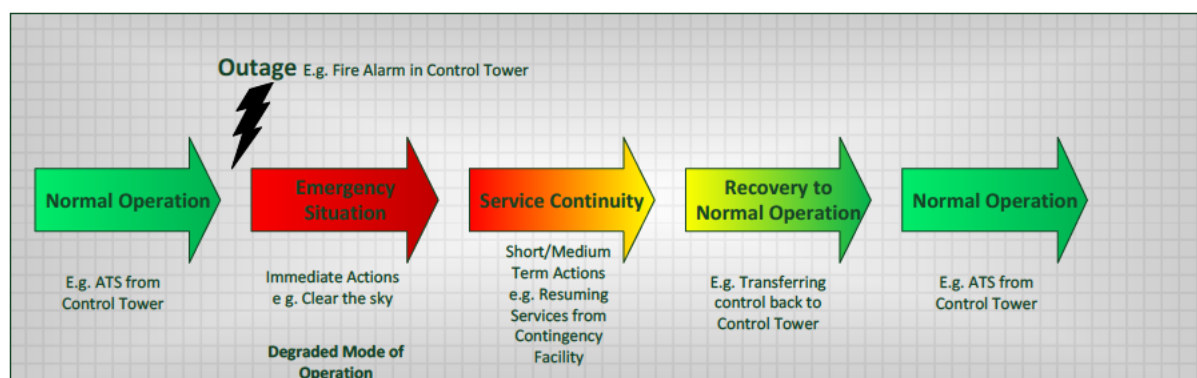 Outage E.g. Fire Alarm in Control Tower
Normal Operation
Emergency
Situation
Service Continuity
Recovery to
Normal Operation
Normal Operation
E.g. ATS from
Control Tower
Immediate Actions
e g. Clear the sky
Degraded Mode of
Operation
Short/Medium
Term Actions
e.g. Resuming
Services from
Contingency
Facility
E.g. Transferring
control back to
Control Tower
E.g. ATS from
Control Tower